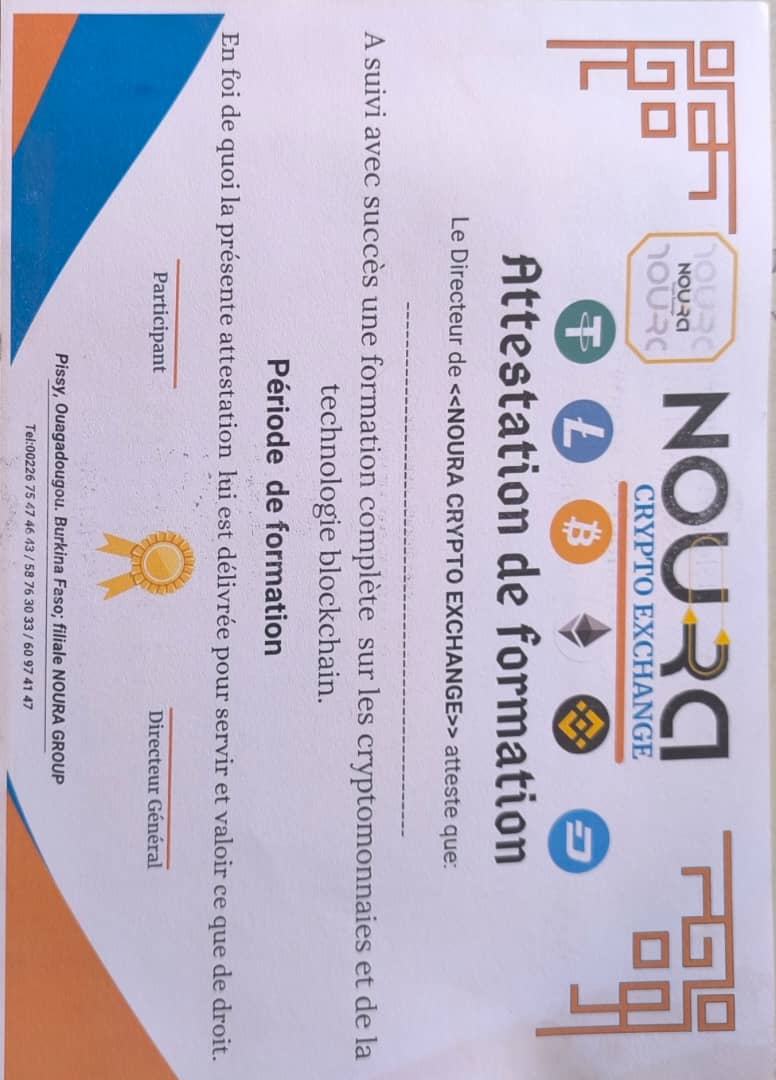 NOURA
NOURA
CRYPTO EXCHANGE
Attestation de formation
Le Directeur de <<NOURA CRYPTO EXCHANGE>> atteste que:
A suivi avec succès une formation complète sur les cryptomonnaies et de la
technologie blockchain.
Période de formation
En foi de quoi la présente attestation lui est délivrée pour servir et valoir ce que de droit.
Participant
Directeur Général
Pissy, Ouagadougou. Burkina Faso; filiale NOURA GROUP
Tel:00226 75 47 46 43 / 58 76 30 33 / 60 97 41 47